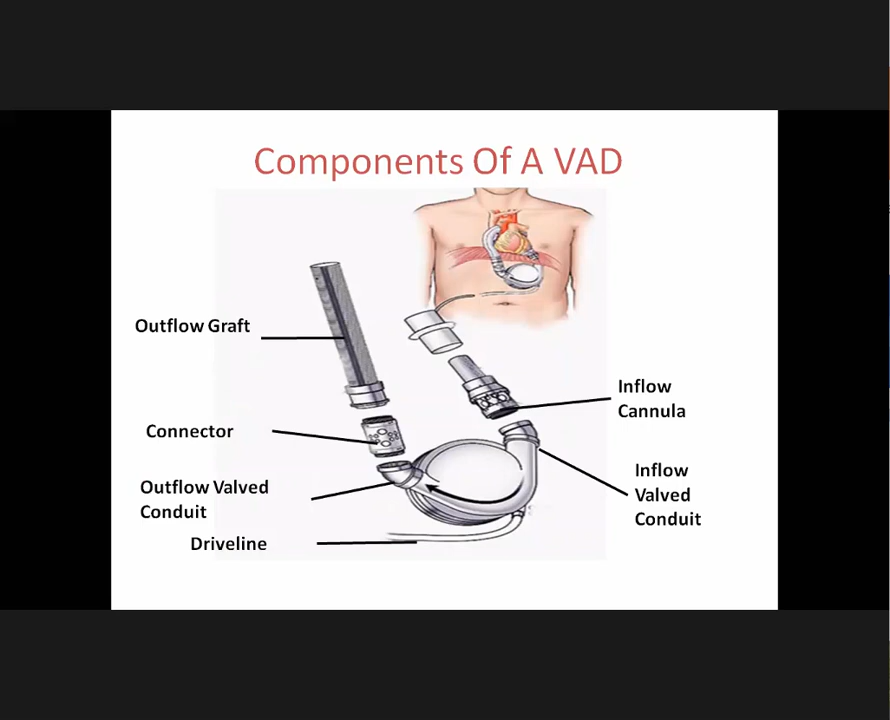 Components Of A VAD
Outflow Graft
Connector
Outflow Valved
Conduit
Driveline
Inflow
Cannula
Inflow
Valved
Conduit